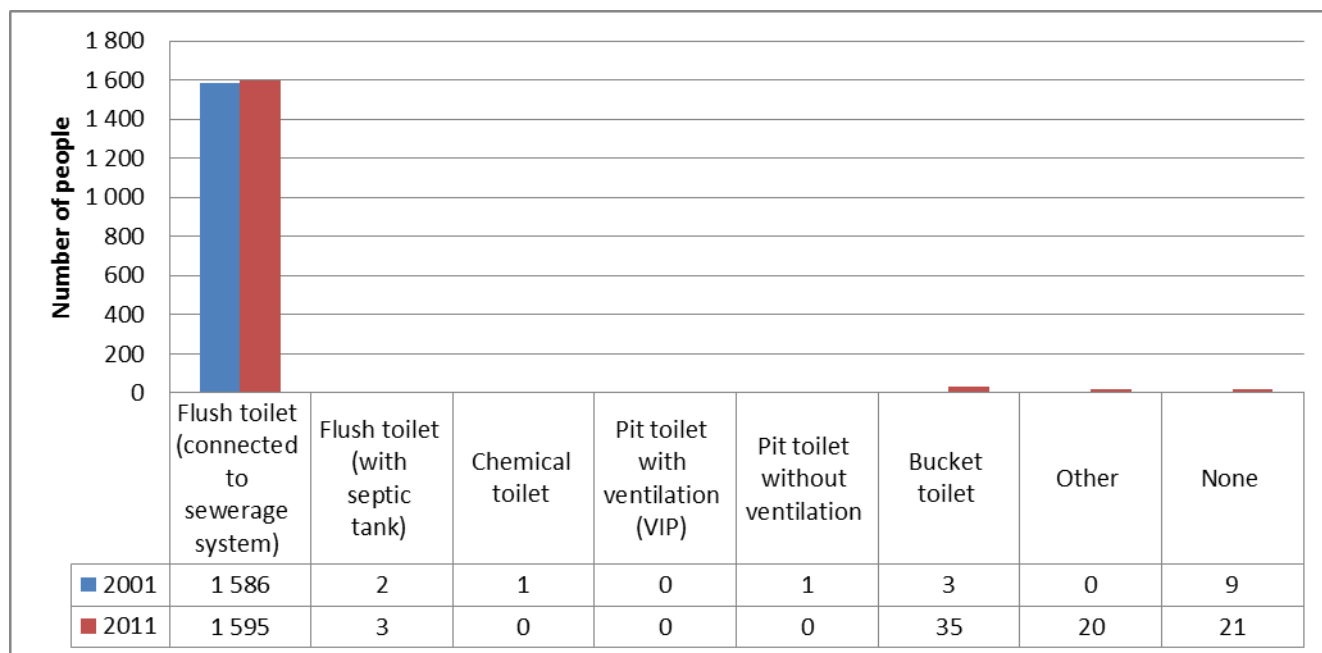 1 800
1 600
1 400
1 200
1 000
800
600
400
200
0
Number of people
Flush toilet
(connected
to
sewerage
system)
Flush toilet
(with
septic
tank)
Chemical
toilet
Pit toilet
with
ventilation
(VIP)
Pit toilet
without
ventilation
Bucket
toilet
Other
None
2001 1 586 2 1 0 1 3 0 9
2011 1 595 3 0 0 0 35 20 21